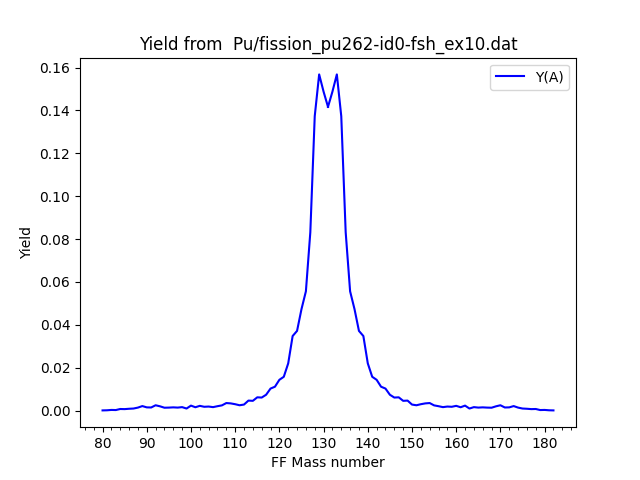 Yield from  Pu/fission_pu262-id0-fsh_ex10.dat
Y(A)
0.16
0.14
0.12
0.10
0.08
0.06
0.04
0.02
0.00
Yield
80 90 100 110 120 130 140 150 160 170 180
FF Mass number